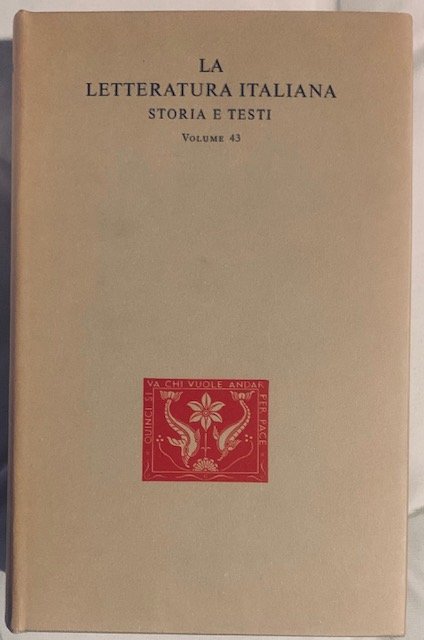 LA
LETTERATURA ITALIANA
STORIA E TESTI
VOLUME 43
QUINCI SI
VA CHI VUOLE ANDAR
PER PACE